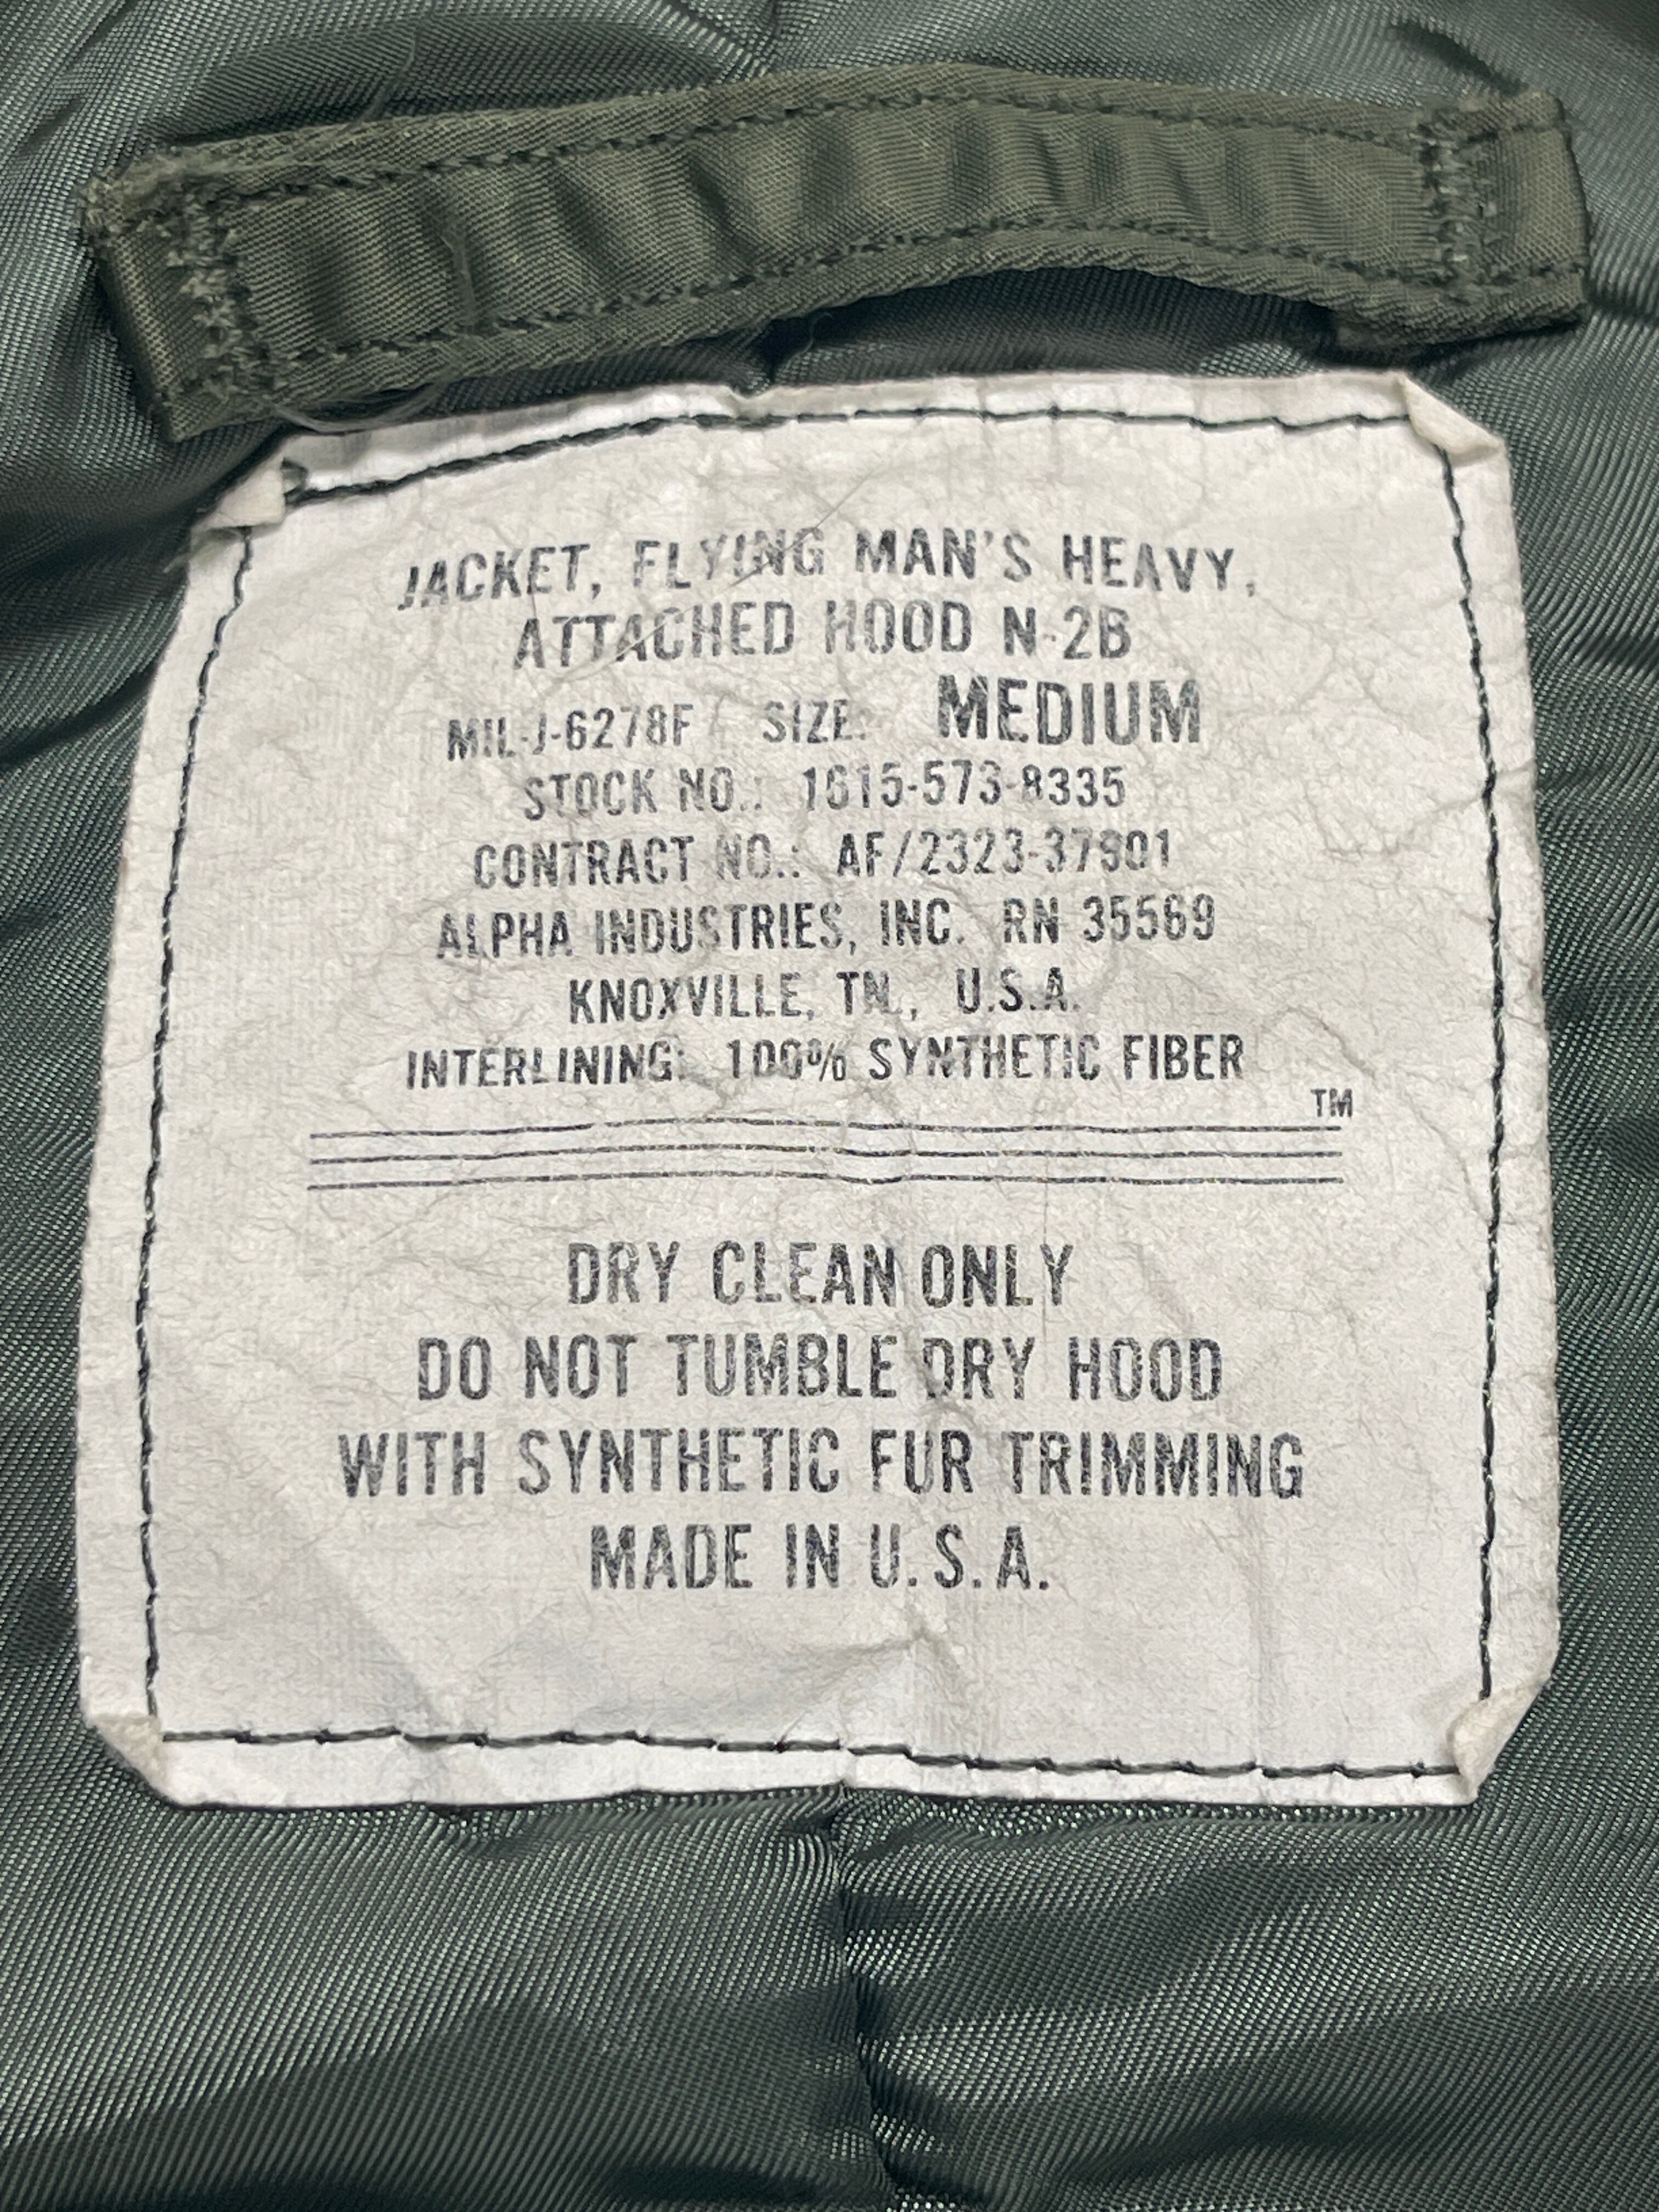 JACKET, FLYING MAN'S HEAVY,
ATTACHED HOOD N-2B
MIL-J-6278F SIZE: MEDIUM
STOCK NO.: 1615-573-8335
CONTRACT NO.: AF/2323-37901
ALPHA INDUSTRIES, INC. RN 35569
KNOXVILLE, TN., U.S.A.
INTERLINING: 100% SYNTHETIC FIBER
TM
DRY CLEAN ONLY
DO NOT TUMBLE DRY HOOD
WITH SYNTHETIC FUR TRIMMING
MADE IN U.S.A.